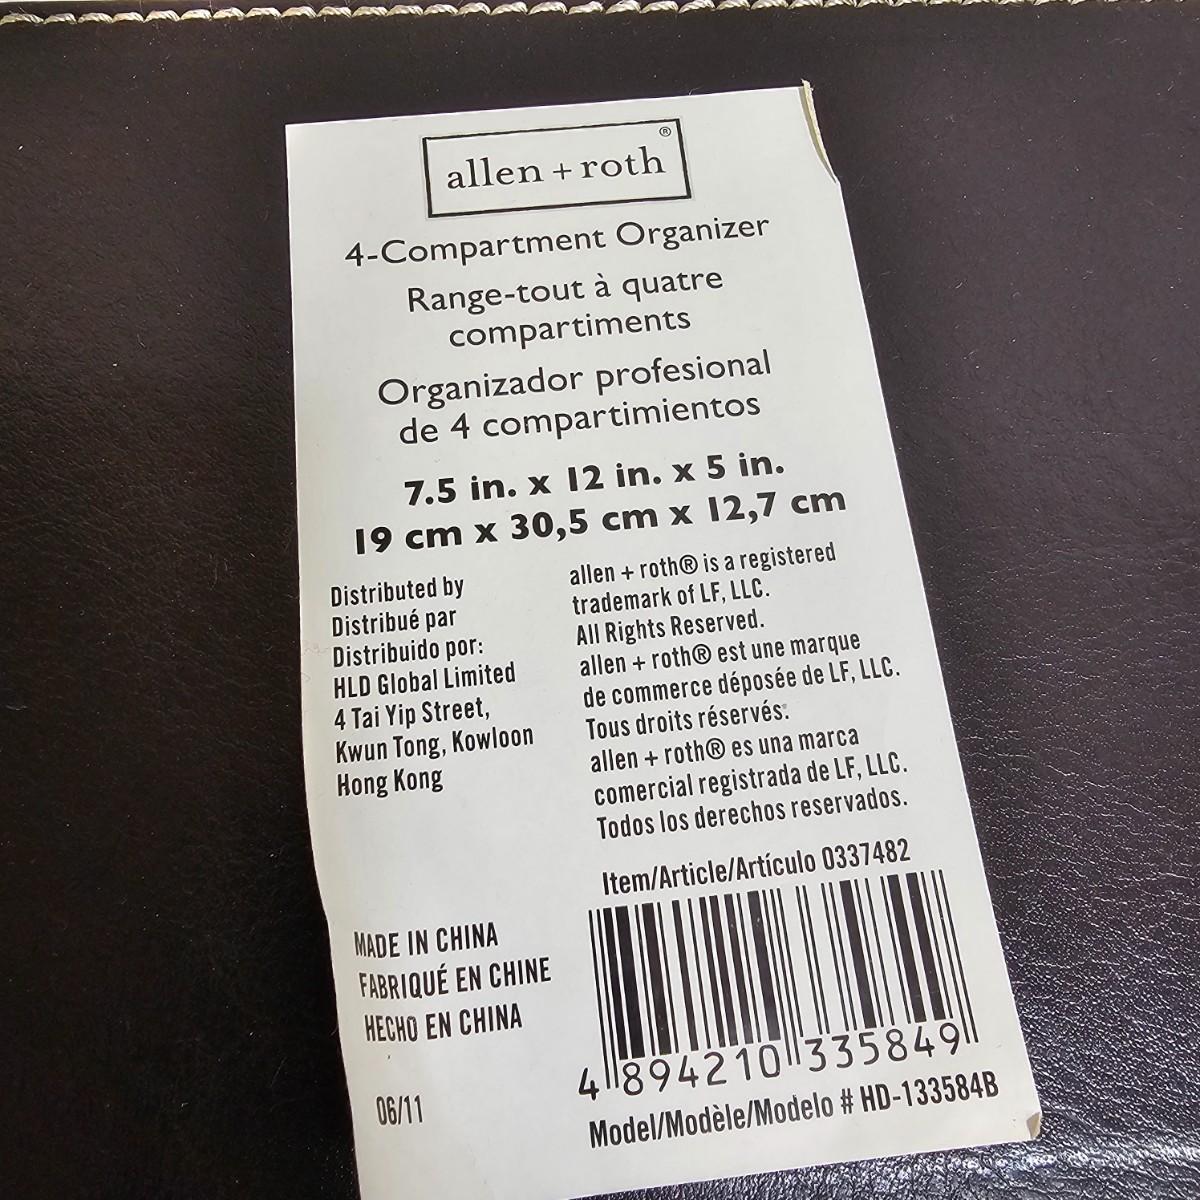 allen + roth®
4-Compartment Organizer
Range-tout à quatre
compartiments
Organizador profesional
de 4 compartimientos
7.5 in. x 12 in. x 5 in.
19 cm x 30,5 cm x 12,7 cm
Distributed by
Distribué par
Distribuido por:
HLD Global Limited
4 Tai Yip Street,
Kwun Tong, Kowloon
Hong Kong
allen + roth® is a registered
trademark of LF, LLC.
All Rights Reserved.
allen + roth® est une marque
de commerce déposée de LF, LLC.
Tous droits réservés.
allen + roth® es una marca
comercial registrada de LF, LLC.
Todos los derechos reservados.
Item/Article/Artículo 0337482
MADE IN CHINA
FABRIQUÉ EN CHINE
HECHO EN CHINA
06/11
4 894210 335849
Model/Modèle/Modelo # HD-133584B